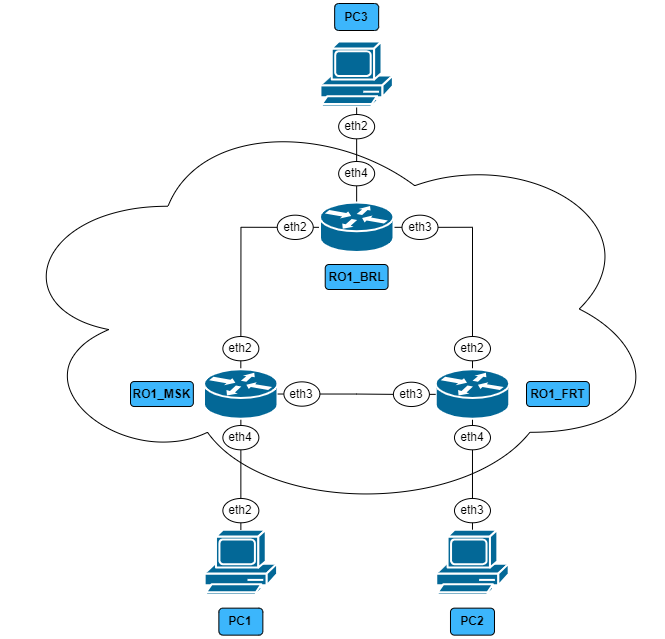 PC3
eth2
eth4
eth2
eth3
RO1_BRL
eth2
eth2
RO1_MSK
eth3
eth3
RO1_FRT
eth4
eth4
eth2
eth3
PC1
PC2